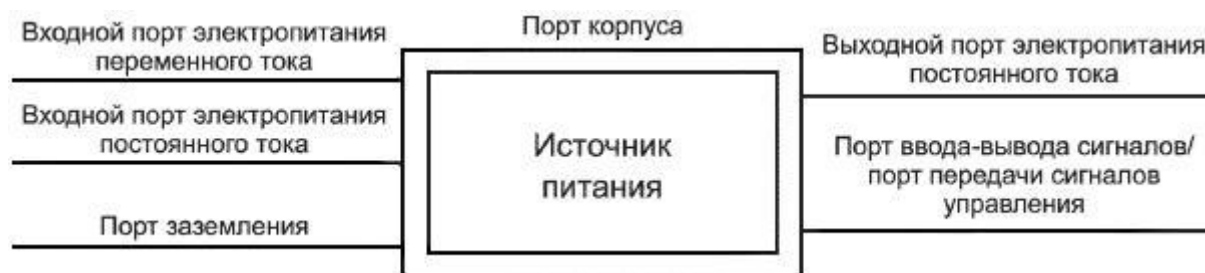 Входной порт электропитания
переменного тока
Входной порт электропитания
постоянного тока
Порт заземления
Порт корпуса
Источник
питания
Выходной порт электропитания
постоянного тока
Порт ввода-вывода сигналов/
порт передачи сигналов
управления